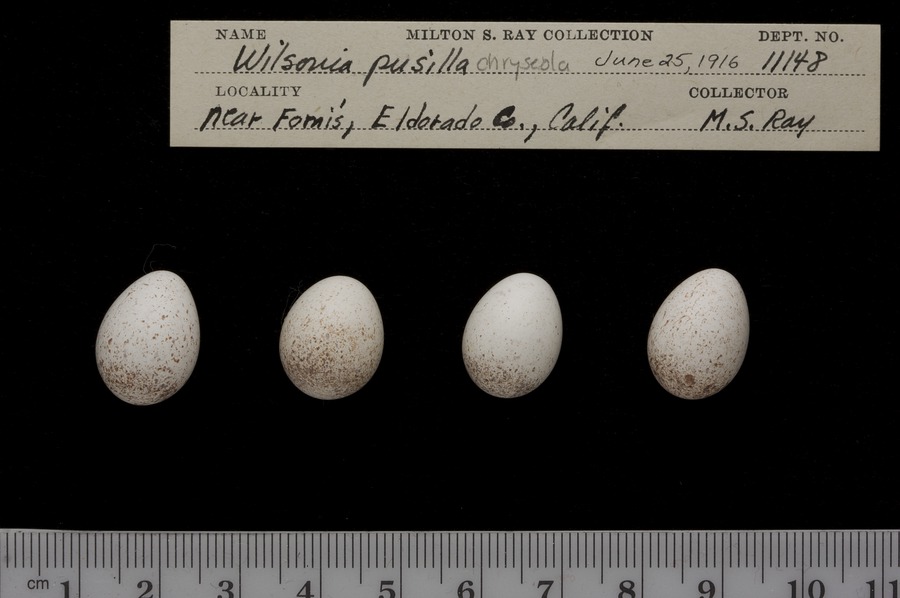 NAME MILTON S. RAY COLLECTION DEPT. NO.
Wilsonia pusilla chryseola June 25, 1916 11148
LOCALITY COLLECTOR
near Forni's, Eldorado Co., Calif. M.S. Ray
cm 1 2 3 4 5 6 7 8 9 10 11